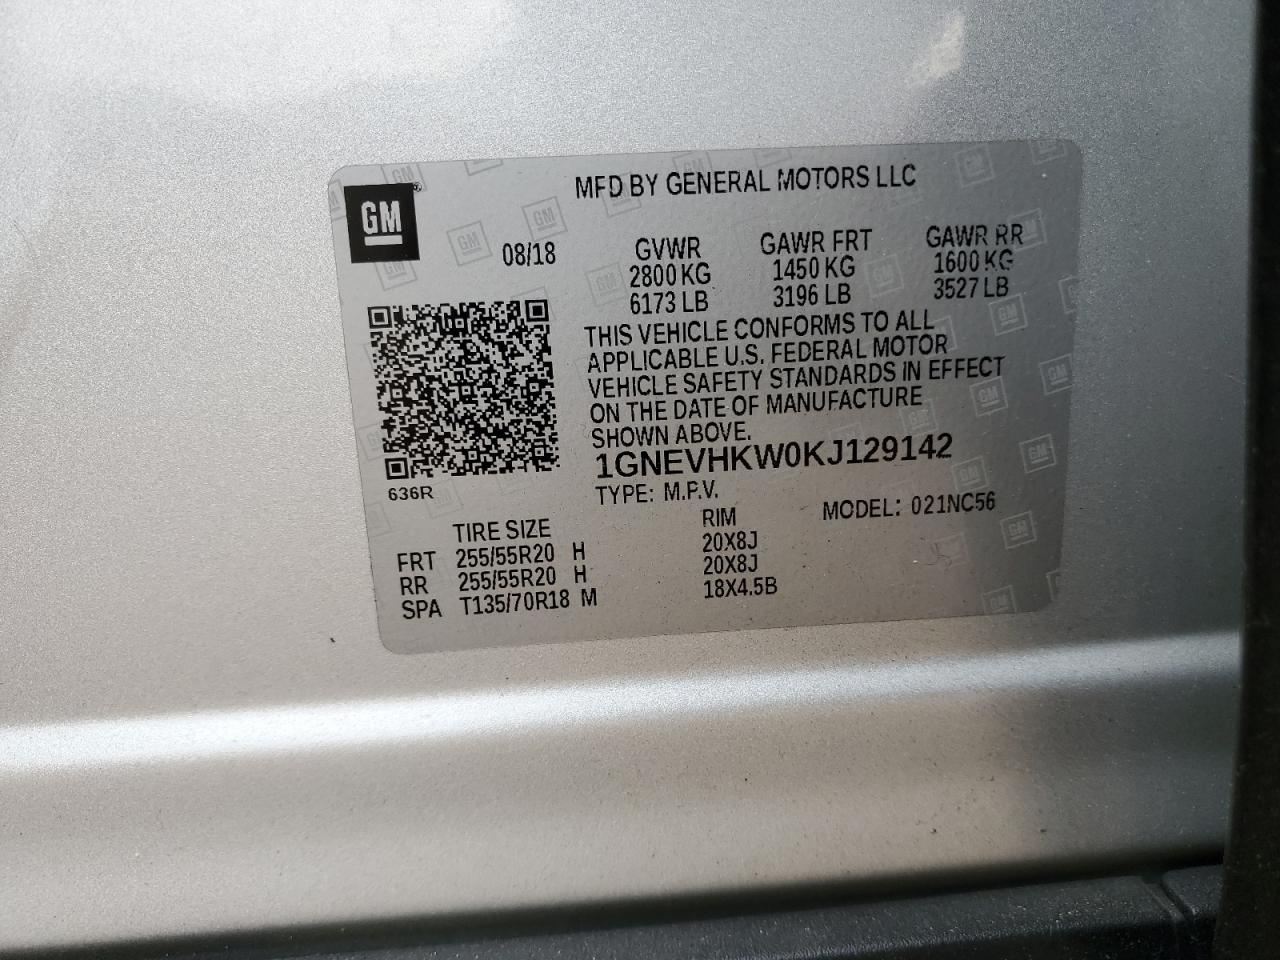 MFD BY GENERAL MOTORS LLC
GM®
08/18
GVWR GAWR FRT GAWR RR
2800 KG 1450 KG 1600 KG
6173 LB 3196 LB 3527 LB
THIS VEHICLE CONFORMS TO ALL
APPLICABLE U.S. FEDERAL MOTOR
VEHICLE SAFETY STANDARDS IN EFFECT
ON THE DATE OF MANUFACTURE
SHOWN ABOVE.
1GNEVHKW0KJ129142
636R
TYPE: M.P.V.
MODEL: 021NC56
TIRE SIZE RIM
FRT 255/55R20 H 20X8J
RR 255/55R20 H 20X8J
SPA T135/70R18 M 18X4.5B